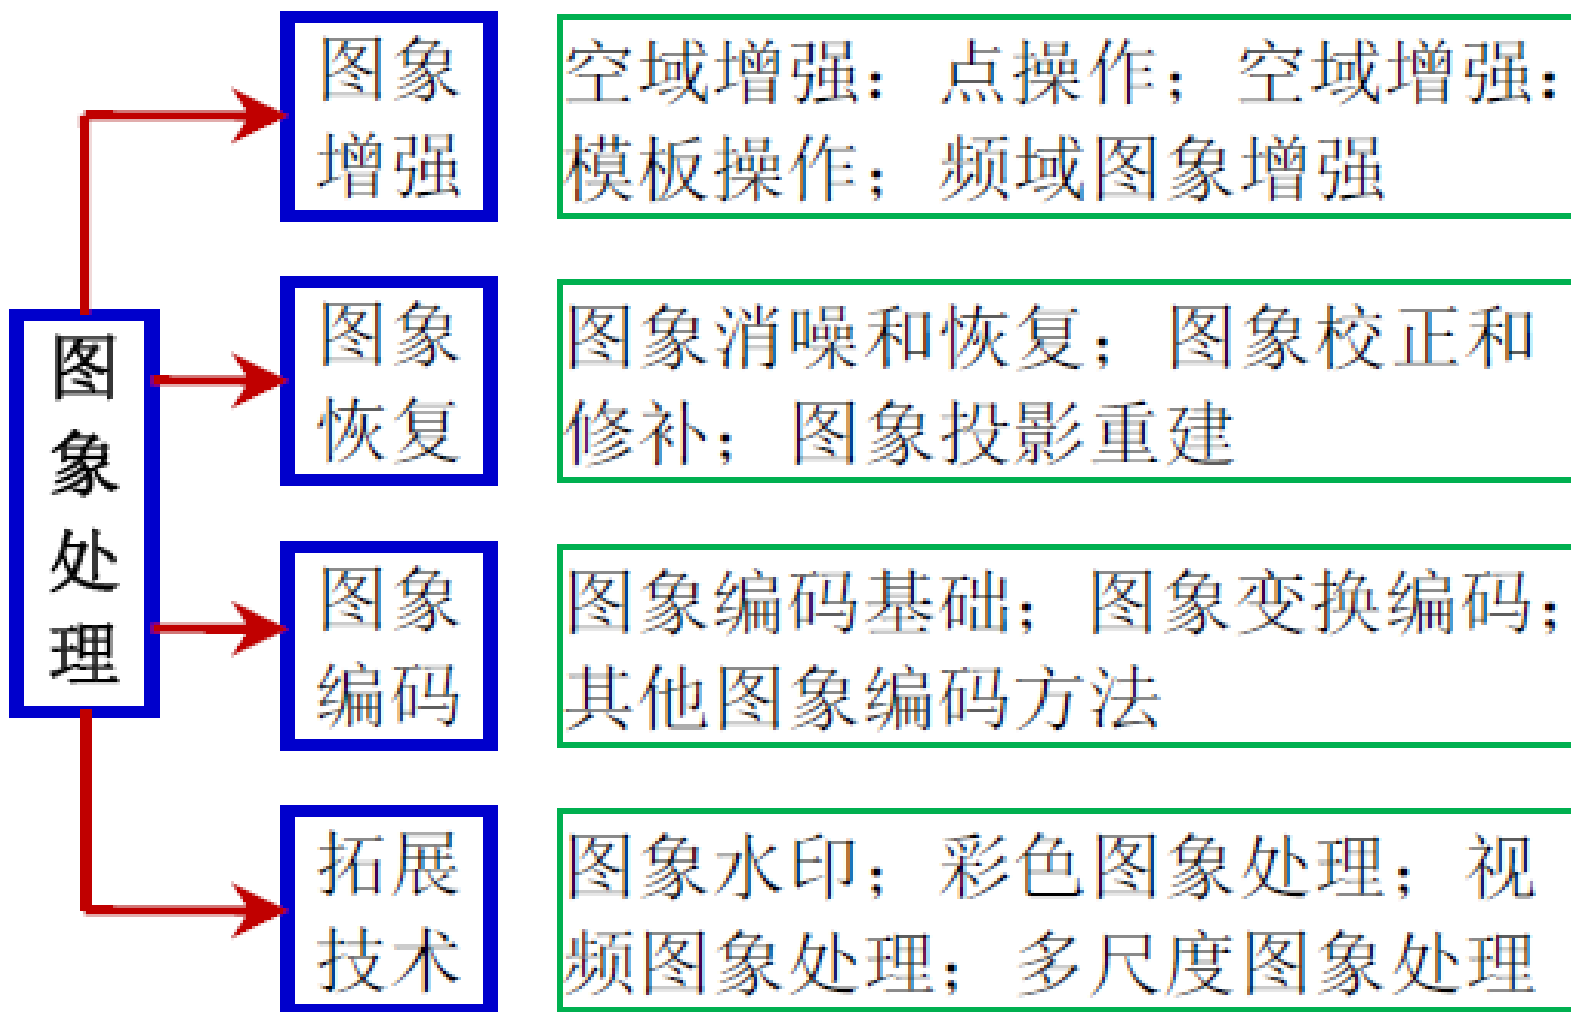 图象处理
图象
增强
空域增强：点操作；空域增强：
模板操作；频域图象增强
图象
恢复
图象消噪和恢复；图象校正和
修补；图象投影重建
图象
编码
图象编码基础；图象变换编码；
其他图象编码方法
拓展
技术
图象水印；彩色图象处理；视
频图象处理；多尺度图象处理